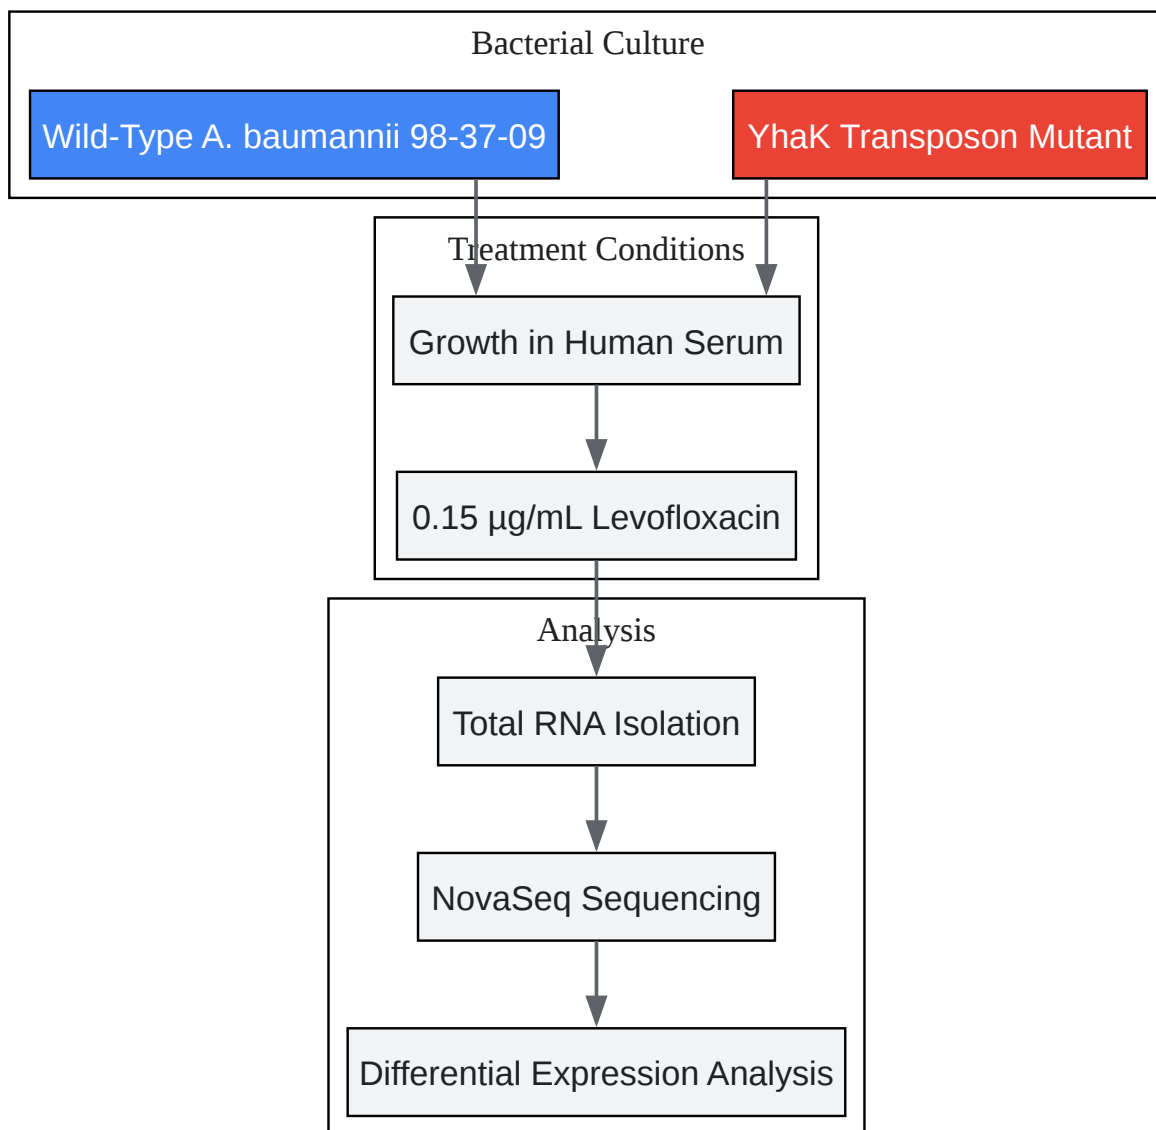 Bacterial Culture
Wild-Type A. baumannii 98-37-09
YhaK Transposon Mutant
Treatment Conditions
Growth in Human Serum
0.15 µg/mL Levofloxacin
Analysis
Total RNA Isolation
NovaSeq Sequencing
Differential Expression Analysis